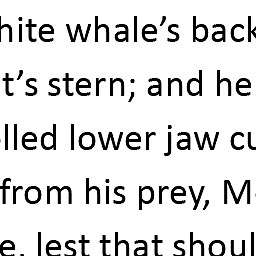 hite whale’s back
t’s stern; and he
lled lower jaw cu
from his prey, M
e, lest that shoul